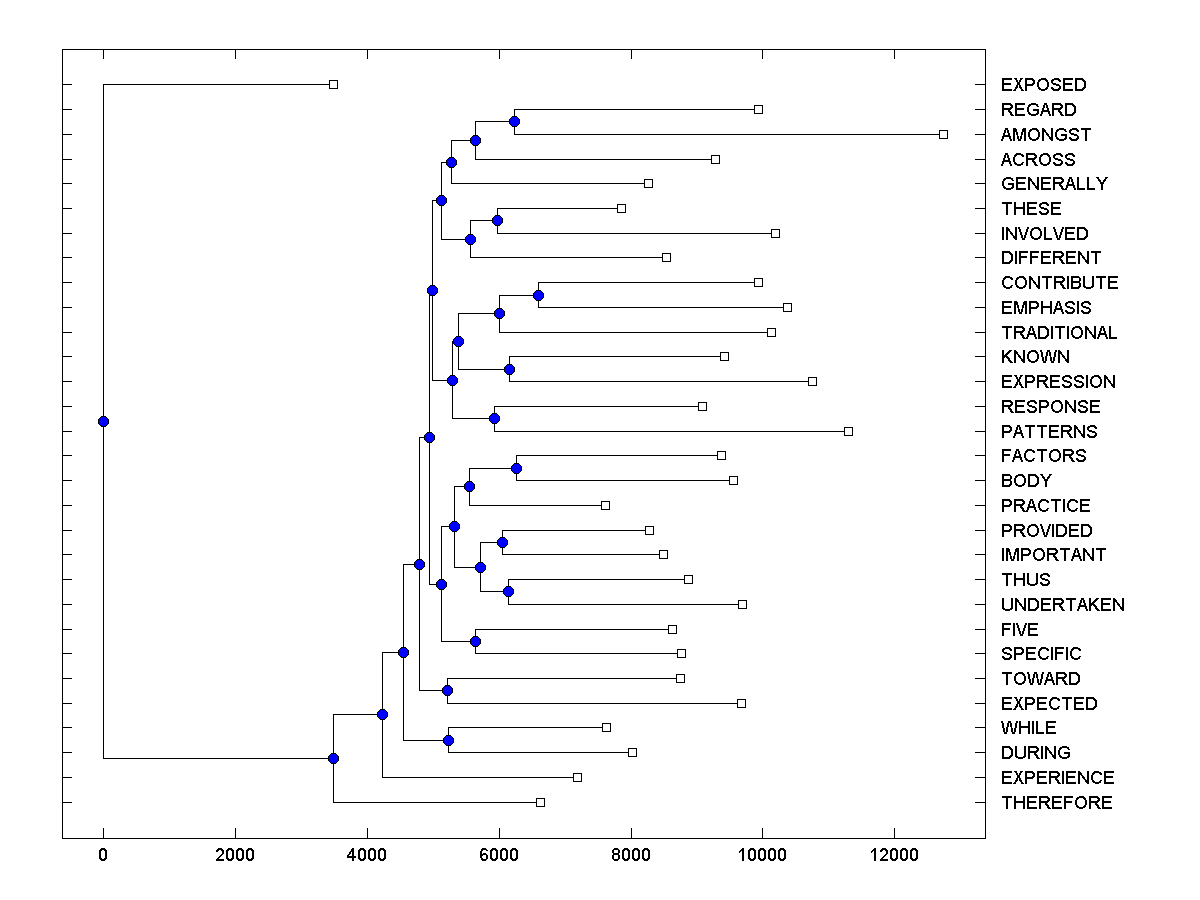 EXPOSED
REGARD
AMONGST
ACROSS
GENERALLY
THESE
INVOLVED
DIFFERENT
CONTRIBUTE
EMPHASIS
TRADITIONAL
KNOWN
EXPRESSION
RESPONSE
PATTERNS
FACTORS
BODY
PRACTICE
PROVIDED
IMPORTANT
THUS
UNDERTAKEN
FIVE
SPECIFIC
TOWARD
EXPECTED
WHILE
DURING
EXPERIENCE
THEREFORE
0 2000 4000 6000 8000 10000 12000